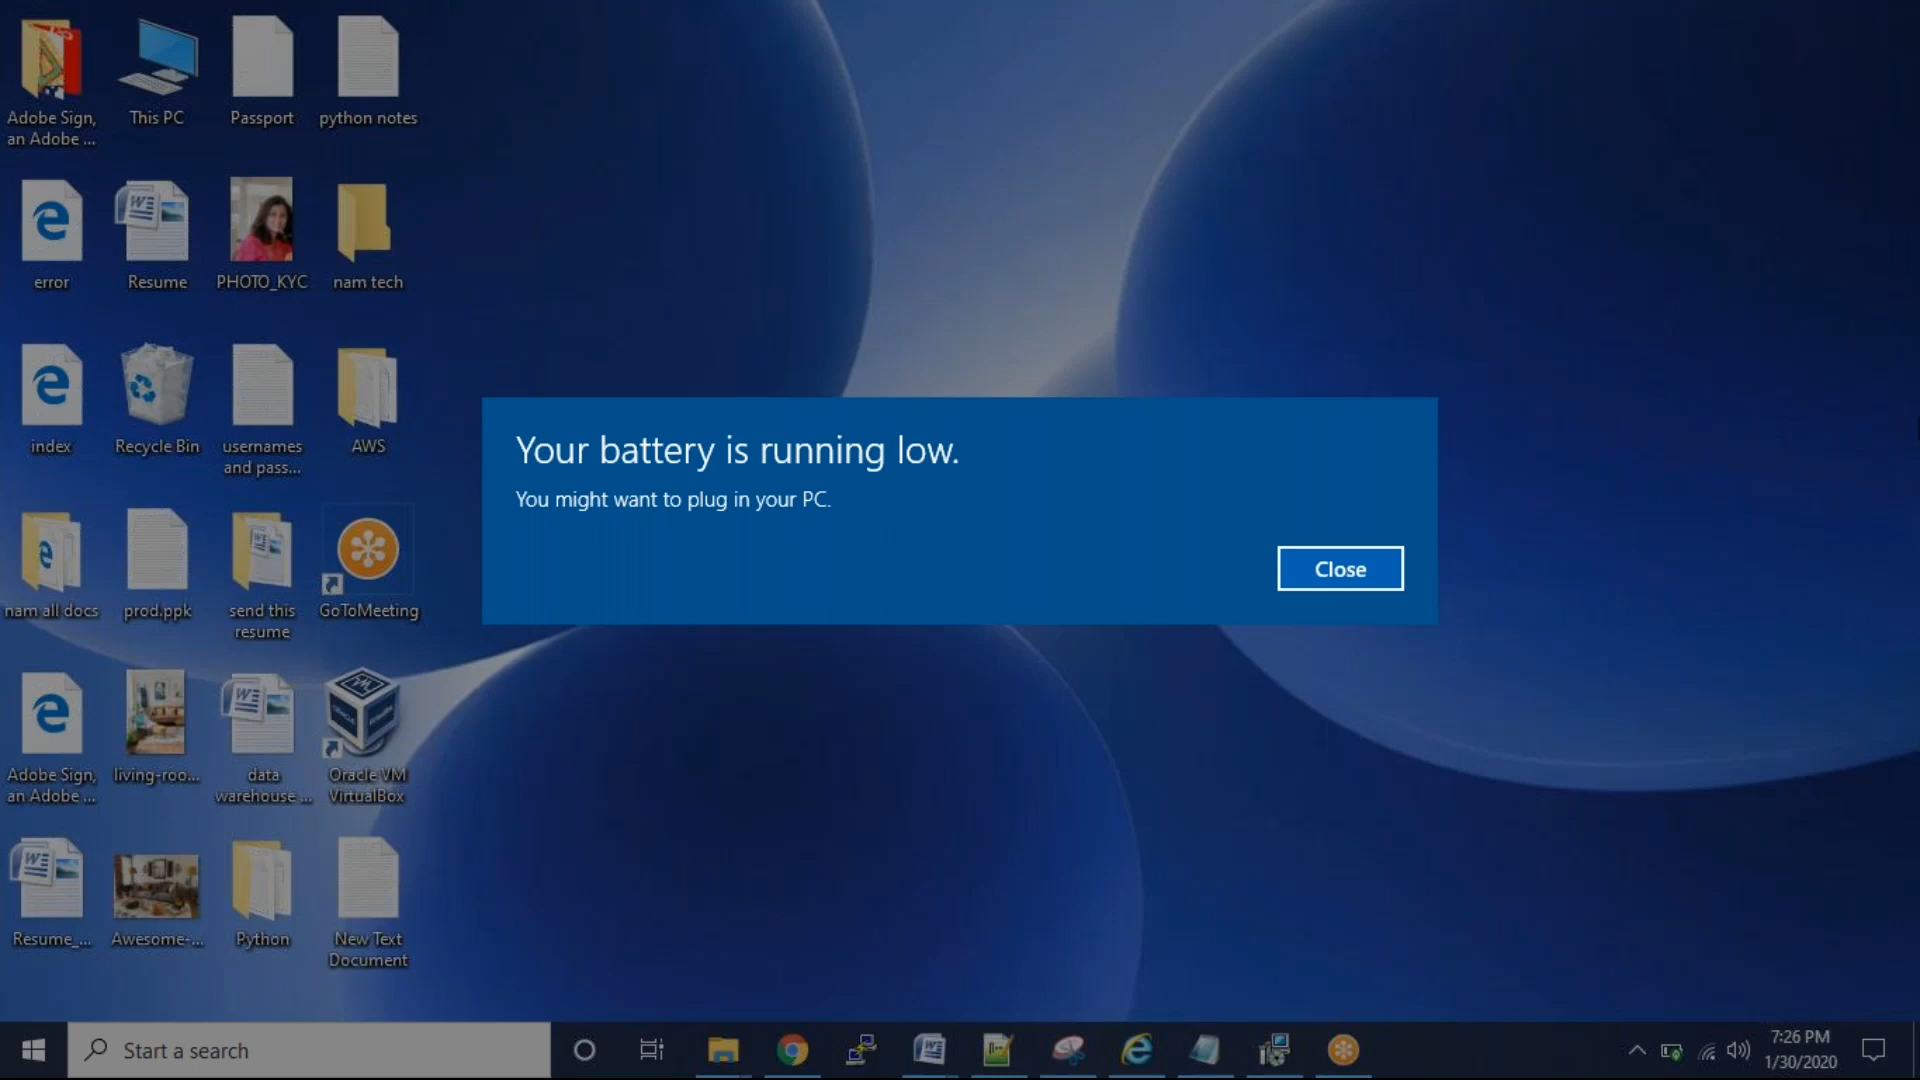 Adobe Sign,
an Adobe ...
This PC
Passport
python notes
error
Resume
PHOTO_KYC
nam tech
index
Recycle Bin
usernames
and pass...
AWS
nam all docs
prod.ppk
send this
resume
GoToMeeting
Adobe Sign,
an Adobe ...
living-roo...
data
warehouse ...
Oracle VM
VirtualBox
Resume_...
Awesome-...
Python
New Text
Document
Your battery is running low.
You might want to plug in your PC.
Close
Start a search
7:26 PM
1/30/2020